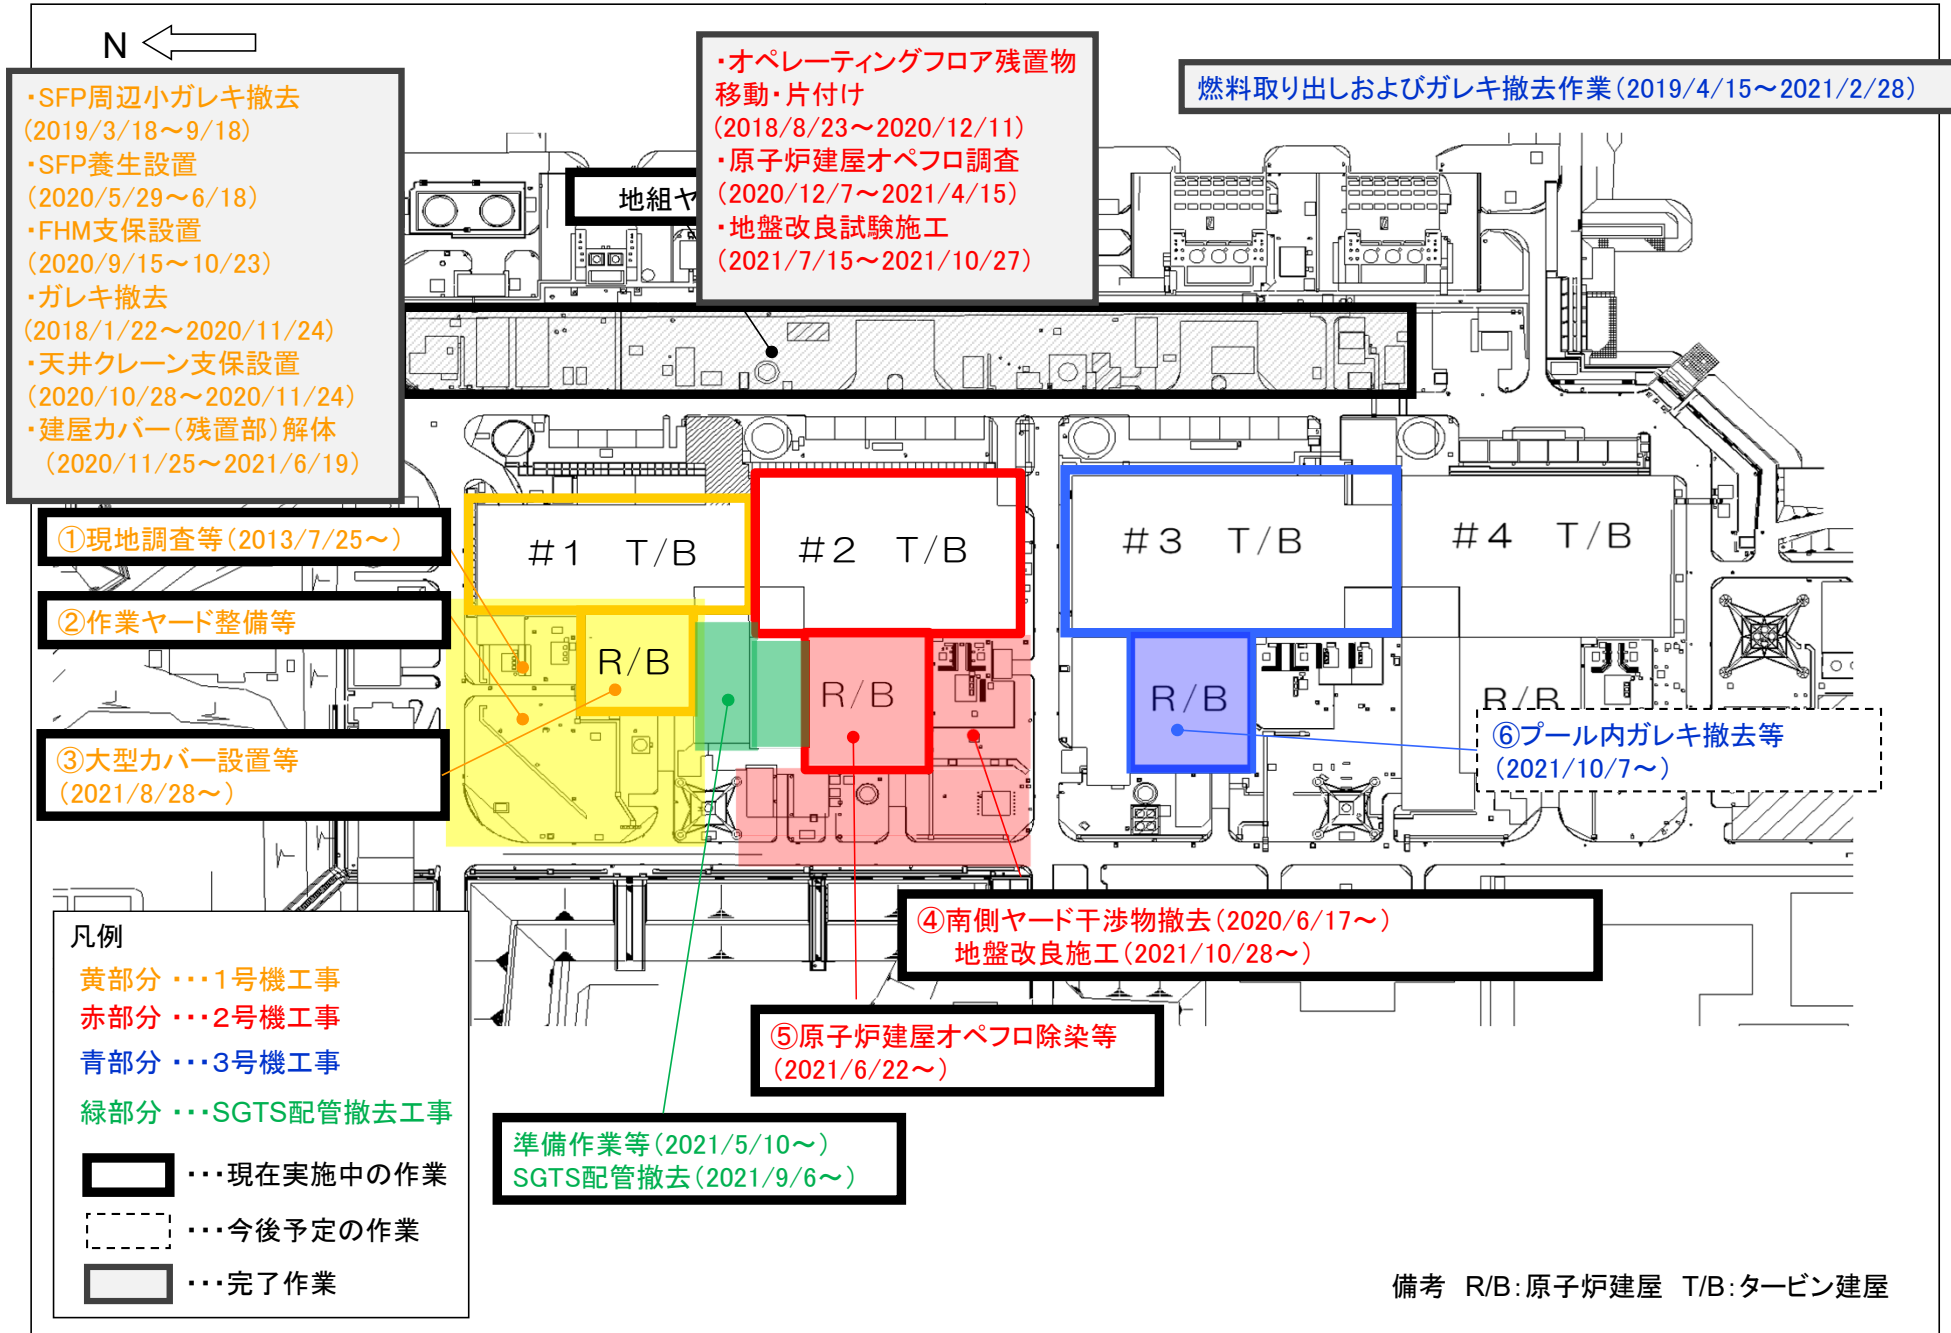 N
・SFP周辺小ガレキ撤去
(2019/3/18～9/18)
・SFP養生設置
(2020/5/29～6/18)
・FHM支保設置
(2020/9/15～10/23)
・ガレキ撤去
(2018/1/22～2020/11/24)
・天井クレーン支保設置
(2020/10/28～2020/11/24)
・建屋カバー(残置部)解体
(2020/11/25～2021/6/19)
・オペレーティングフロア残置物
移動・片付け
(2018/8/23～2020/12/11)
・原子炉建屋オペフロ調査
(2020/12/7～2021/4/15)
・地盤改良試験施工
(2021/7/15～2021/10/27)
燃料取り出しおよびガレキ撤去作業(2019/4/15～2021/2/28)
地組ヤ
①現地調査等(2013/7/25～)
②作業ヤード整備等
③大型カバー設置等
(2021/8/28～)
#1 T/B
#2 T/B
#3 T/B
#4 T/B
R/B
R/B
R/B
R/B
⑥プール内ガレキ撤去等
(2021/10/7～)
④南側ヤード干渉物撤去(2020/6/17～)
地盤改良施工(2021/10/28～)
⑤原子炉建屋オペフロ除染等
(2021/6/22～)
準備作業等(2021/5/10～)
SGTS配管撤去(2021/9/6～)
凡例
黄部分 ・・・1号機工事
赤部分 ・・・2号機工事
青部分 ・・・3号機工事
緑部分 ・・・SGTS配管撤去工事
・・・現在実施中の作業
・・・今後予定の作業
・・・完了作業
備考 R/B:原子炉建屋 T/B:タービン建屋